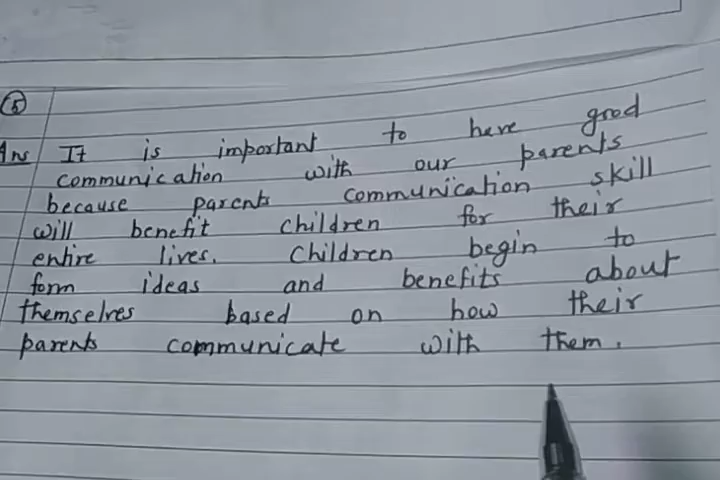 5
Ans It is important to have good
communication with our parents
because parents communication skill
will benefit children for their
entire lives. Children begin to
form ideas and benefits about
themselves based on how their
parents communicate with them.